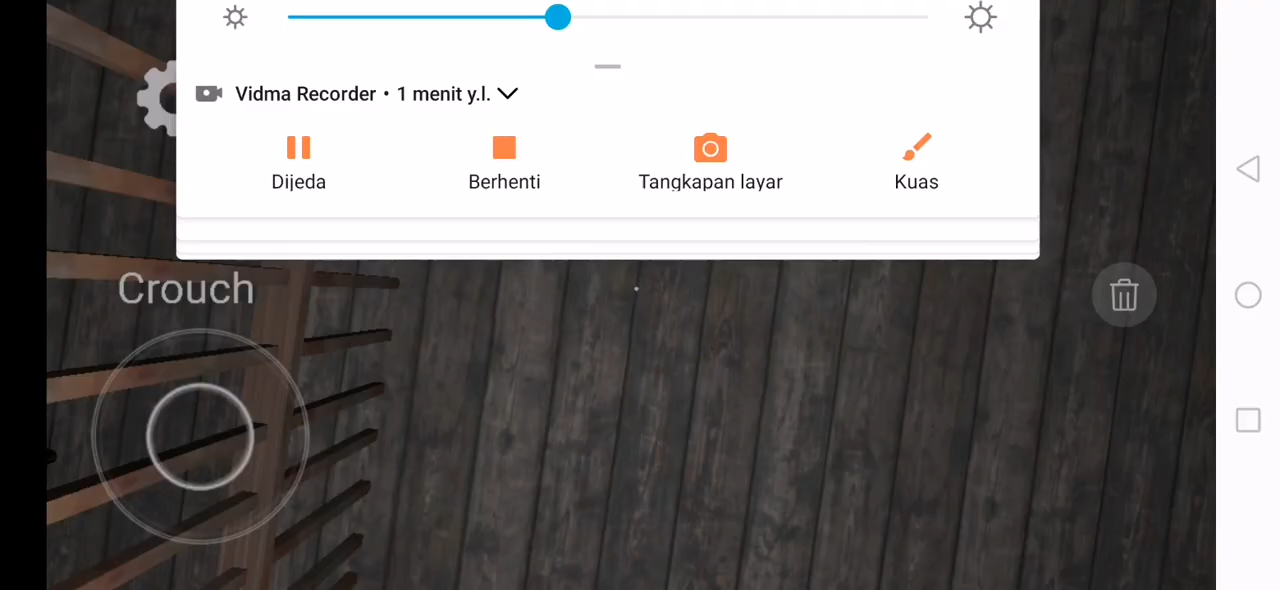 Vidma Recorder • 1 menit y.l.
Dijeda
Berhenti
Tangkapan layar
Kuas
Crouch